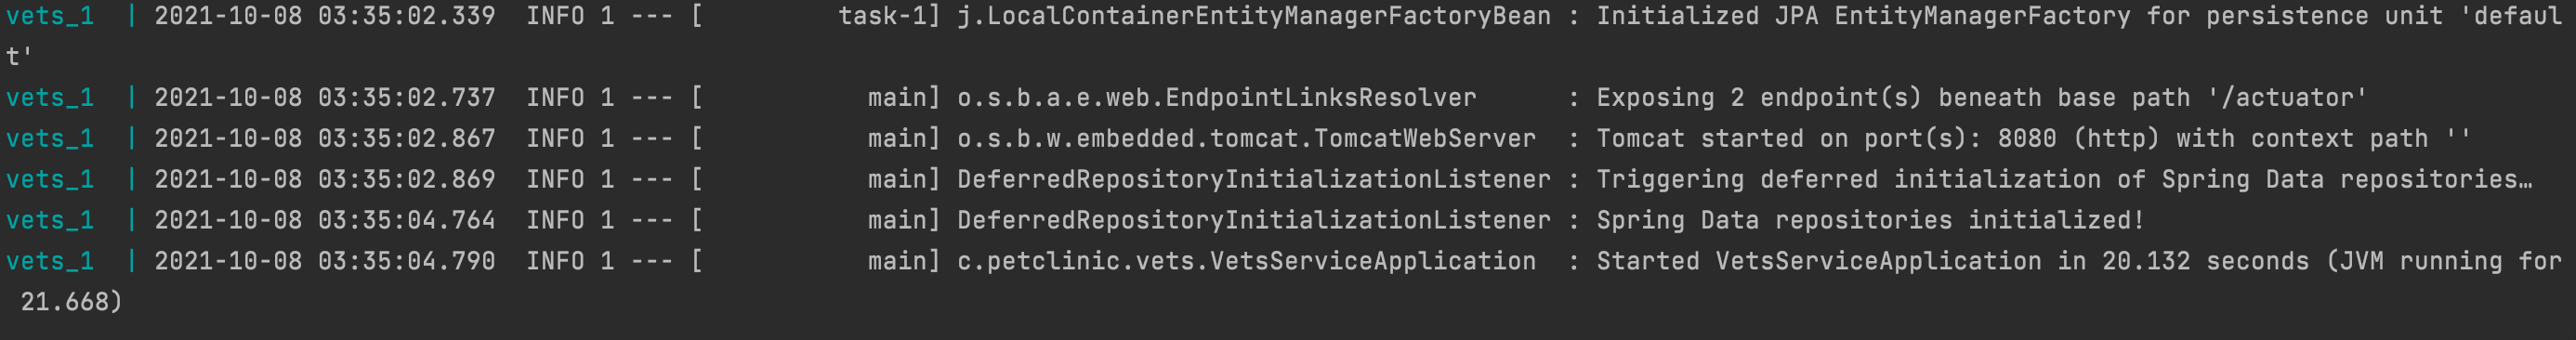 vets_1  | 2021-10-08 03:35:02.339  INFO 1 --- [         task-1] j.LocalContainerEntityManagerFactoryBean : Initialized JPA EntityManagerFactory for persistence unit 'defaul
t'
vets_1  | 2021-10-08 03:35:02.737  INFO 1 --- [           main] o.s.b.a.e.web.EndpointLinksResolver      : Exposing 2 endpoint(s) beneath base path '/actuator'
vets_1  | 2021-10-08 03:35:02.867  INFO 1 --- [           main] o.s.b.w.embedded.tomcat.TomcatWebServer  : Tomcat started on port(s): 8080 (http) with context path ''
vets_1  | 2021-10-08 03:35:02.869  INFO 1 --- [           main] DeferredRepositoryInitializationListener : Triggering deferred initialization of Spring Data repositories…
vets_1  | 2021-10-08 03:35:04.764  INFO 1 --- [           main] DeferredRepositoryInitializationListener : Spring Data repositories initialized!
vets_1  | 2021-10-08 03:35:04.790  INFO 1 --- [           main] c.petclinic.vets.VetsServiceApplication  : Started VetsServiceApplication in 20.132 seconds (JVM running for
 21.668)